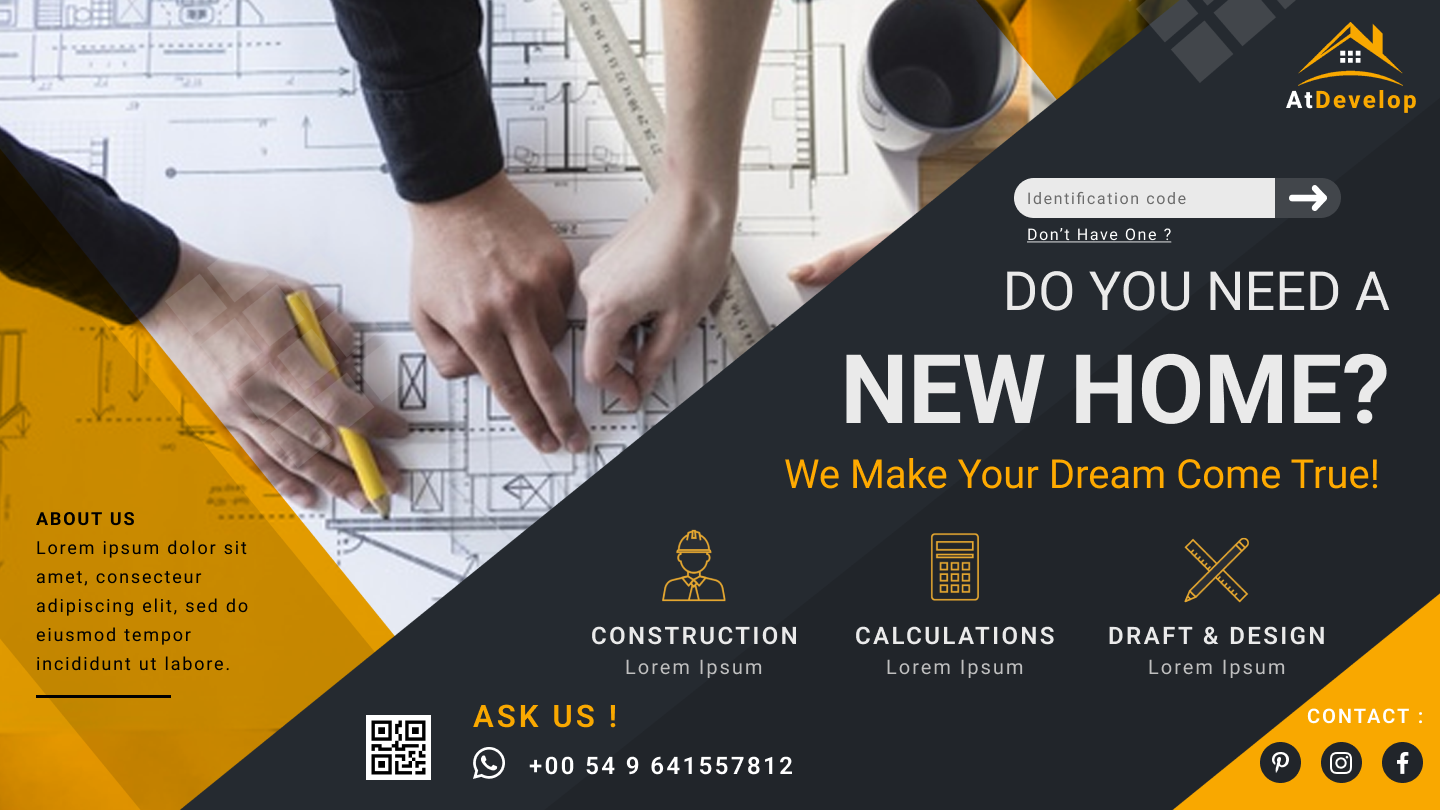 AtDevelop
Identification code
Don't Have One ?
DO YOU NEED A
NEW HOME?
We Make Your Dream Come True!
ABOUT US
Lorem ipsum dolor sit
amet, consecteur
adipiscing elit, sed do
eiusmod tempor
incididunt ut labore.
CONSTRUCTION
Lorem Ipsum
CALCULATIONS
Lorem Ipsum
DRAFT & DESIGN
Lorem Ipsum
ASK US !
+00 54 9 641557812
CONTACT :